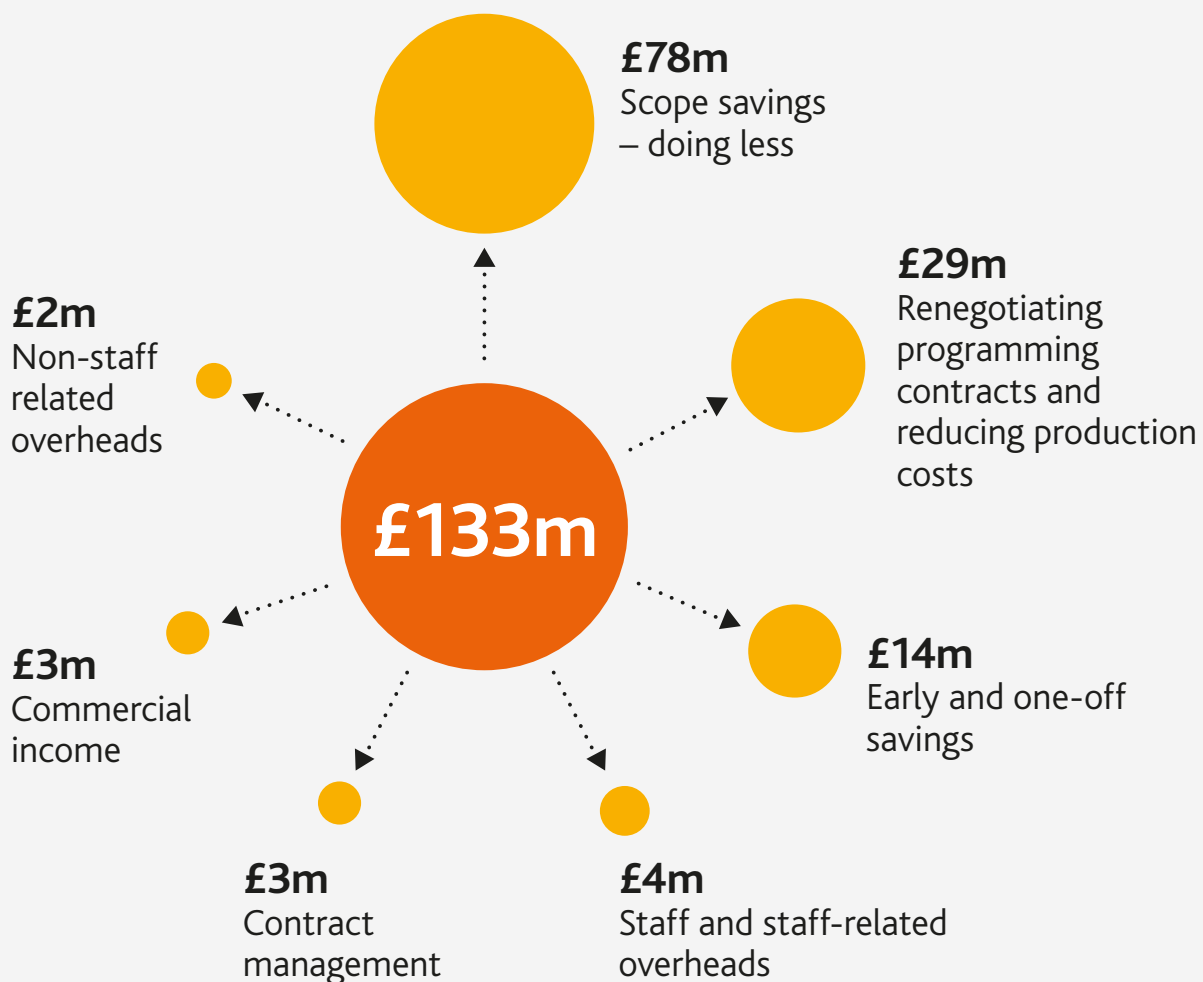 £78m
Scope savings
– doing less
£29m
Renegotiating
programming
contracts and
reducing production
costs
£2m
Non-staff
related
overheads
£133m
£14m
Early and one-off
savings
£3m
Commercial
income
£3m
Contract
management
£4m
Staff and staff-related
overheads